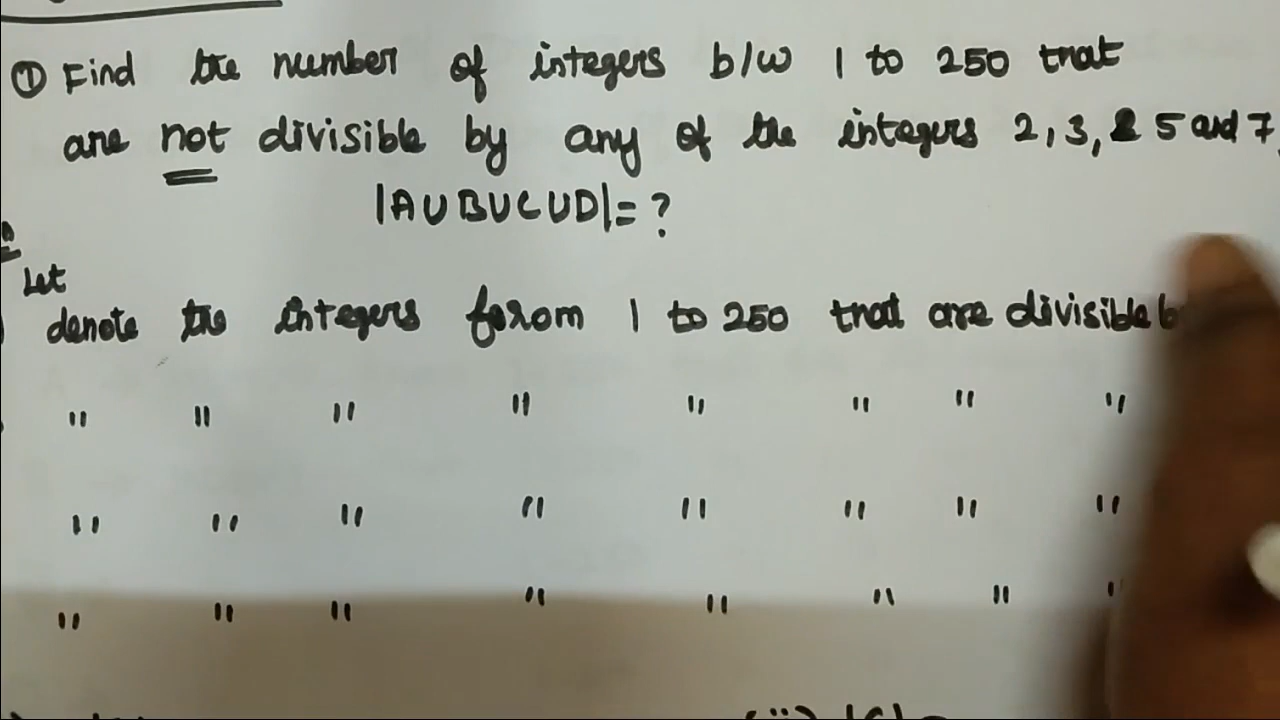 ① Find the number of integers b/w 1 to 250 that
are not divisible by any of the integers 2, 3, & 5 and 7.
|AUBUCUD| = ?
Let
denote the integers from 1 to 250 that are divisible
" " " " " " " "
" " " " " " " "
" " " " " " " "